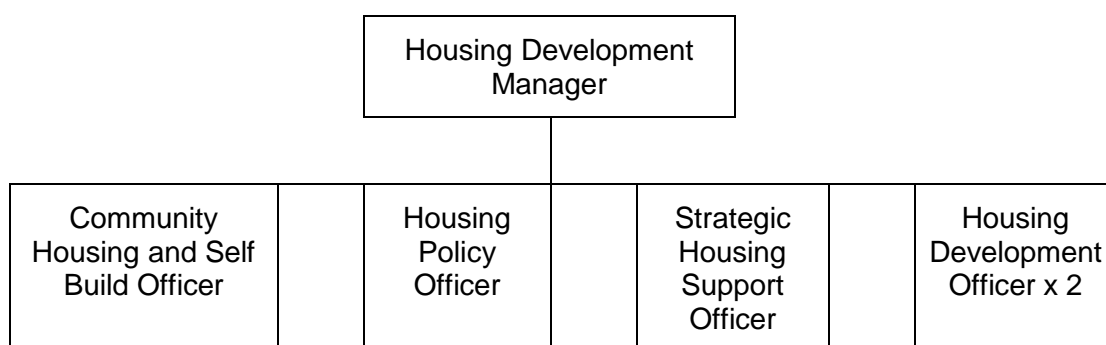 Housing Development
Manager
Community
Housing and Self
Build Officer
Housing
Policy
Officer
Strategic
Housing
Support
Officer
Housing
Development
Officer x 2